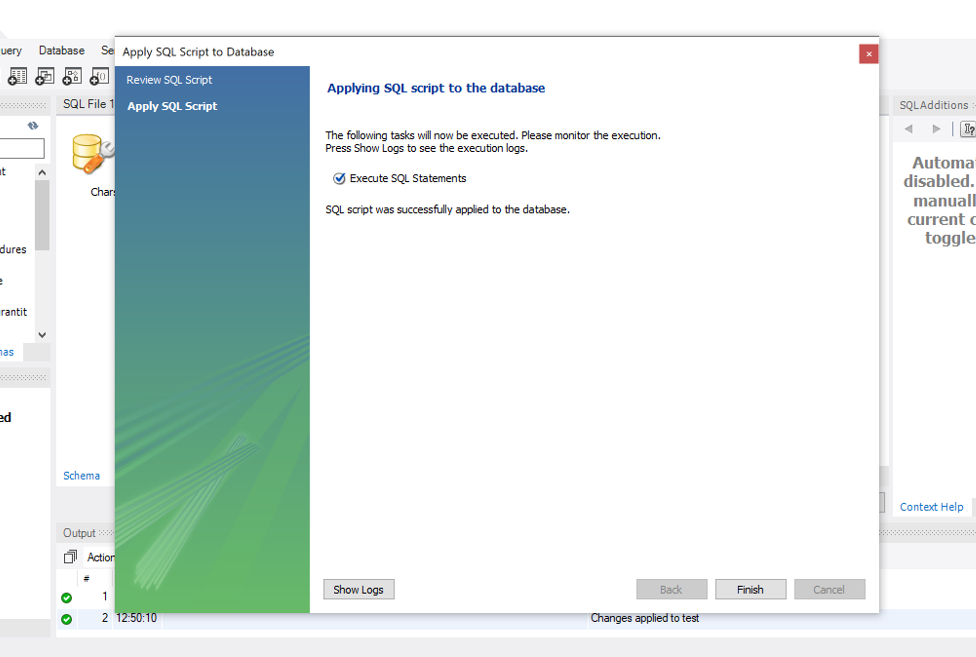 uery Database Se
Apply SQL Script to Database
Review SQL Script
Apply SQL Script
Applying SQL script to the database
The following tasks will now be executed. Please monitor the execution.
Press Show Logs to see the execution logs.
Execute SQL Statements
SQL script was successfully applied to the database.
Show Logs
Back
Finish
Cancel
SQL File 1
Chars
dures
e
rantit
nas
ed
Schema
SQLAdditions
Automa
disabled.
manuall
current c
toggle
Context Help
Output
Action
#
1
2 12:50:10 Changes applied to test